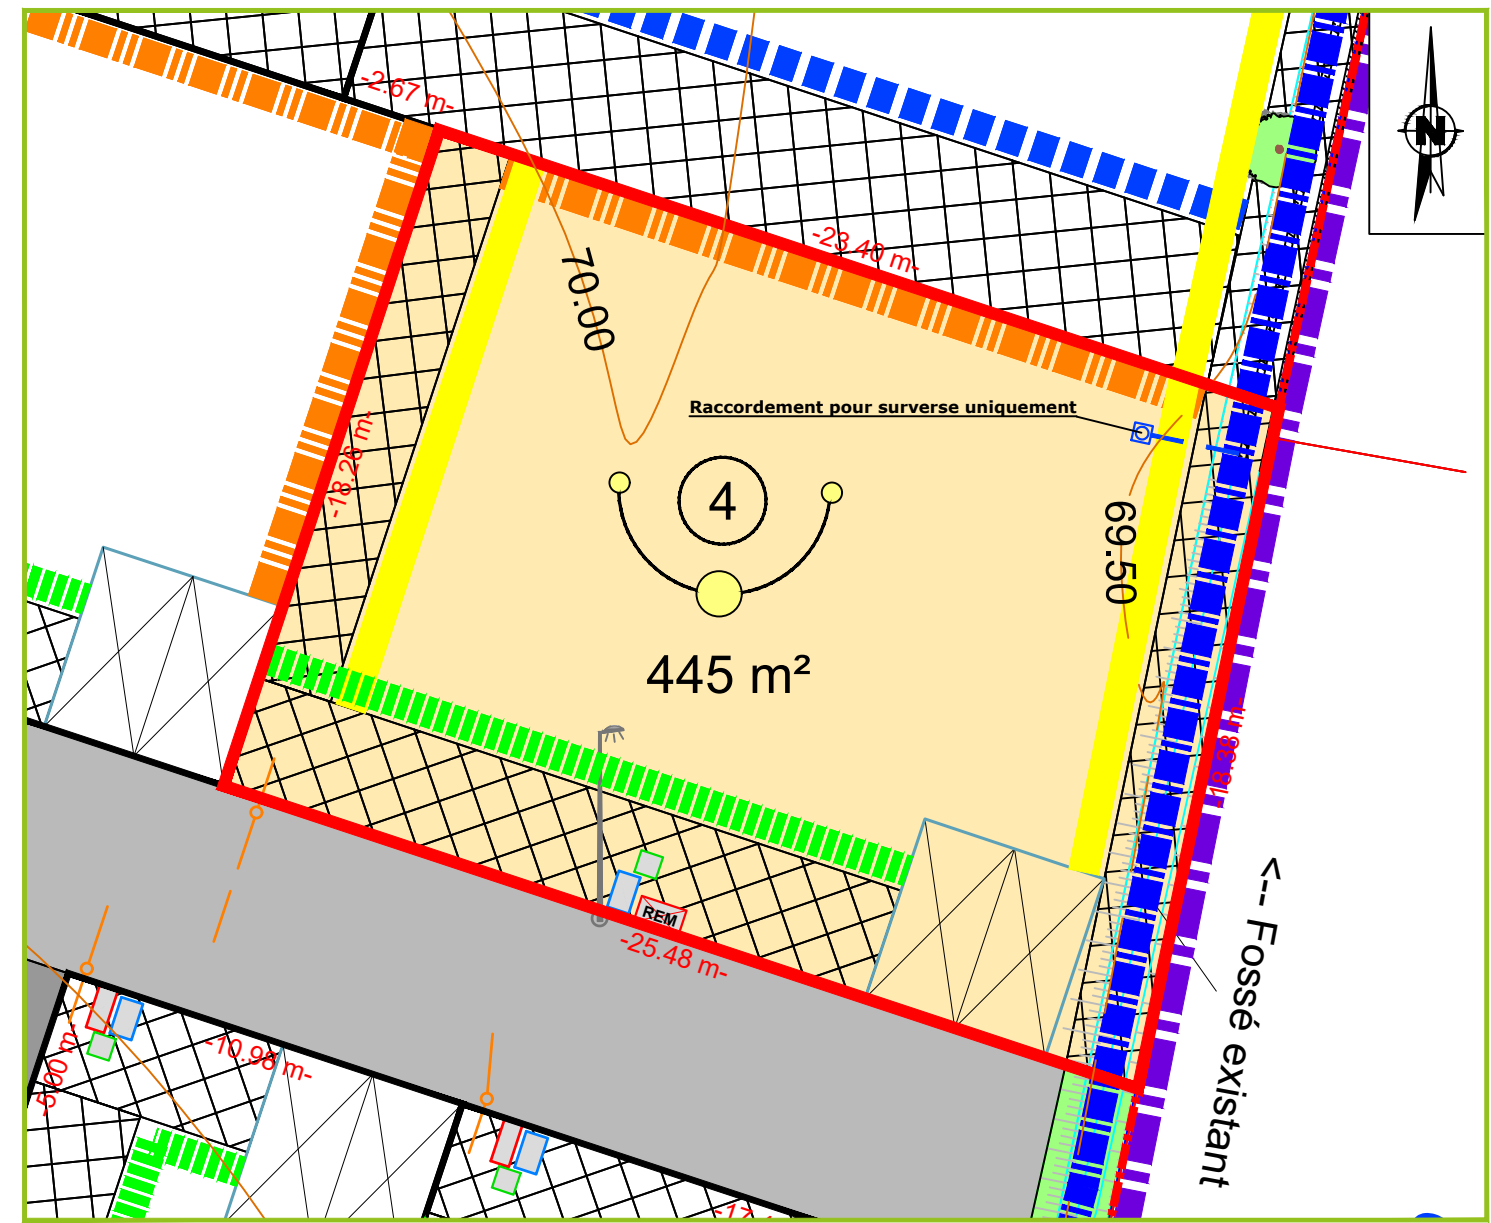 -2.67 m-
N
-23.40 m-
70.00
Raccordement pour surverse uniquement
-18.26 m-
4
69.50
445 m²
-18.38 m-
REM
-25.48 m-
<-- Fossé existant
-10.98 m-
-5.00 m-